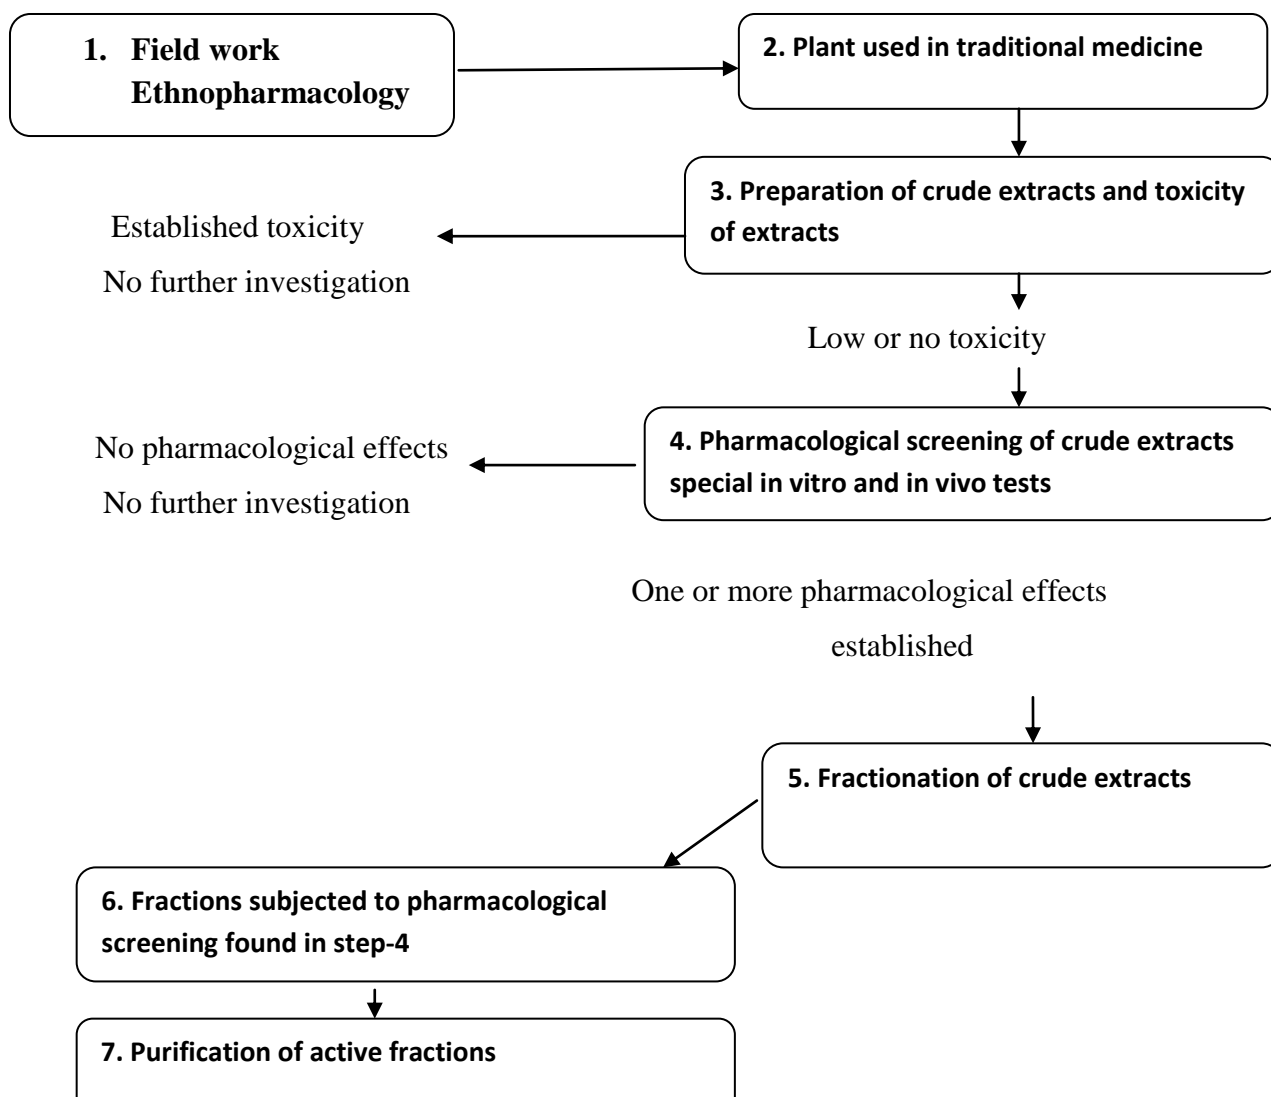 1. Field work
Ethnopharmacology
2. Plant used in traditional medicine
3. Preparation of crude extracts and toxicity
of extracts
Established toxicity
No further investigation
Low or no toxicity
4. Pharmacological screening of crude extracts
special in vitro and in vivo tests
No pharmacological effects
No further investigation
One or more pharmacological effects
established
5. Fractionation of crude extracts
6. Fractions subjected to pharmacological
screening found in step-4
7. Purification of active fractions